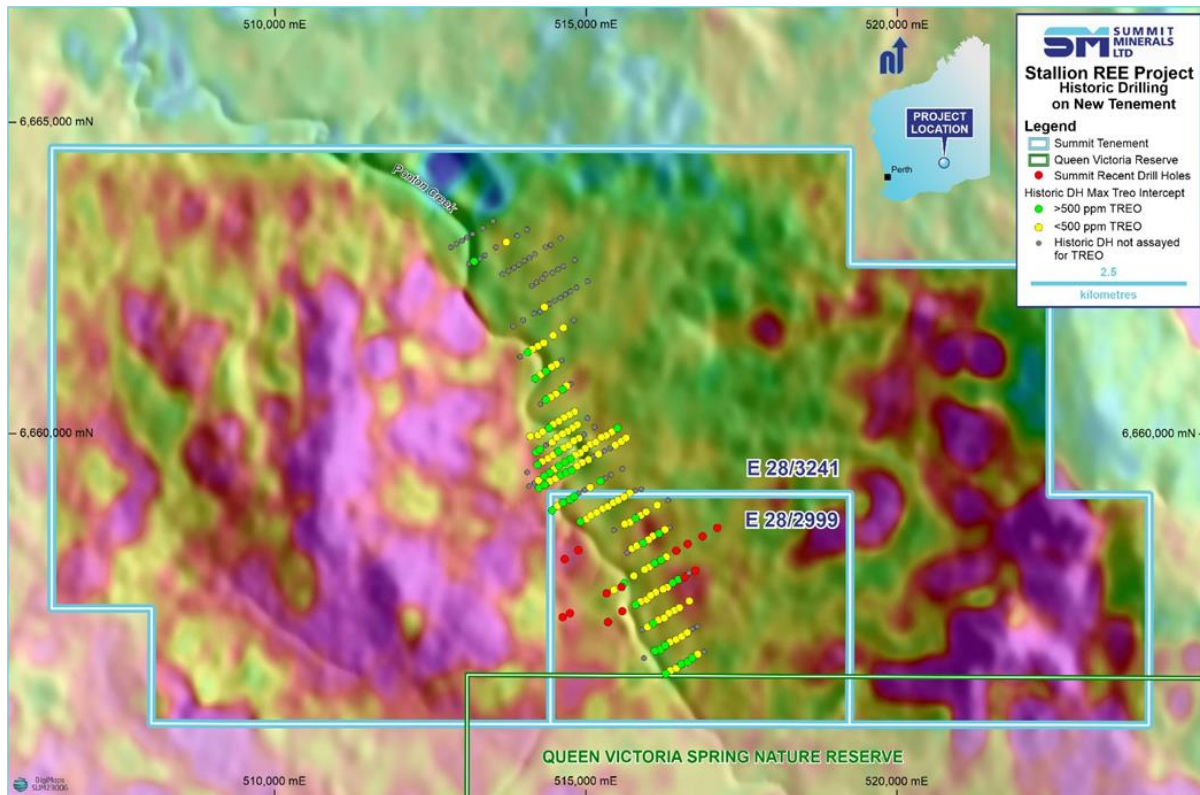 510,000 mE
515,000 mE
520,000 mE
SM SUMMIT
MINERALS
LTD
Stallion REE Project
Historic Drilling
on New Tenement
Legend
Summit Tenement
Queen Victoria Reserve
Summit Recent Drill Holes
Historic DH Max Treo Intercept
>500 ppm TREO
<500 ppm TREO
Historic DH not assayed
for TREO
2.5
kilometres
PROJECT
LOCATION
Perth
6,665,000 mN
Ponton Creek
6,660,000 mN
6,660,000 mN
E 28/3241
E 28/2999
QUEEN VICTORIA SPRING NATURE RESERVE
DigiMaps
SUM23006
510,000 mE
515,000 mE
520,000 mE